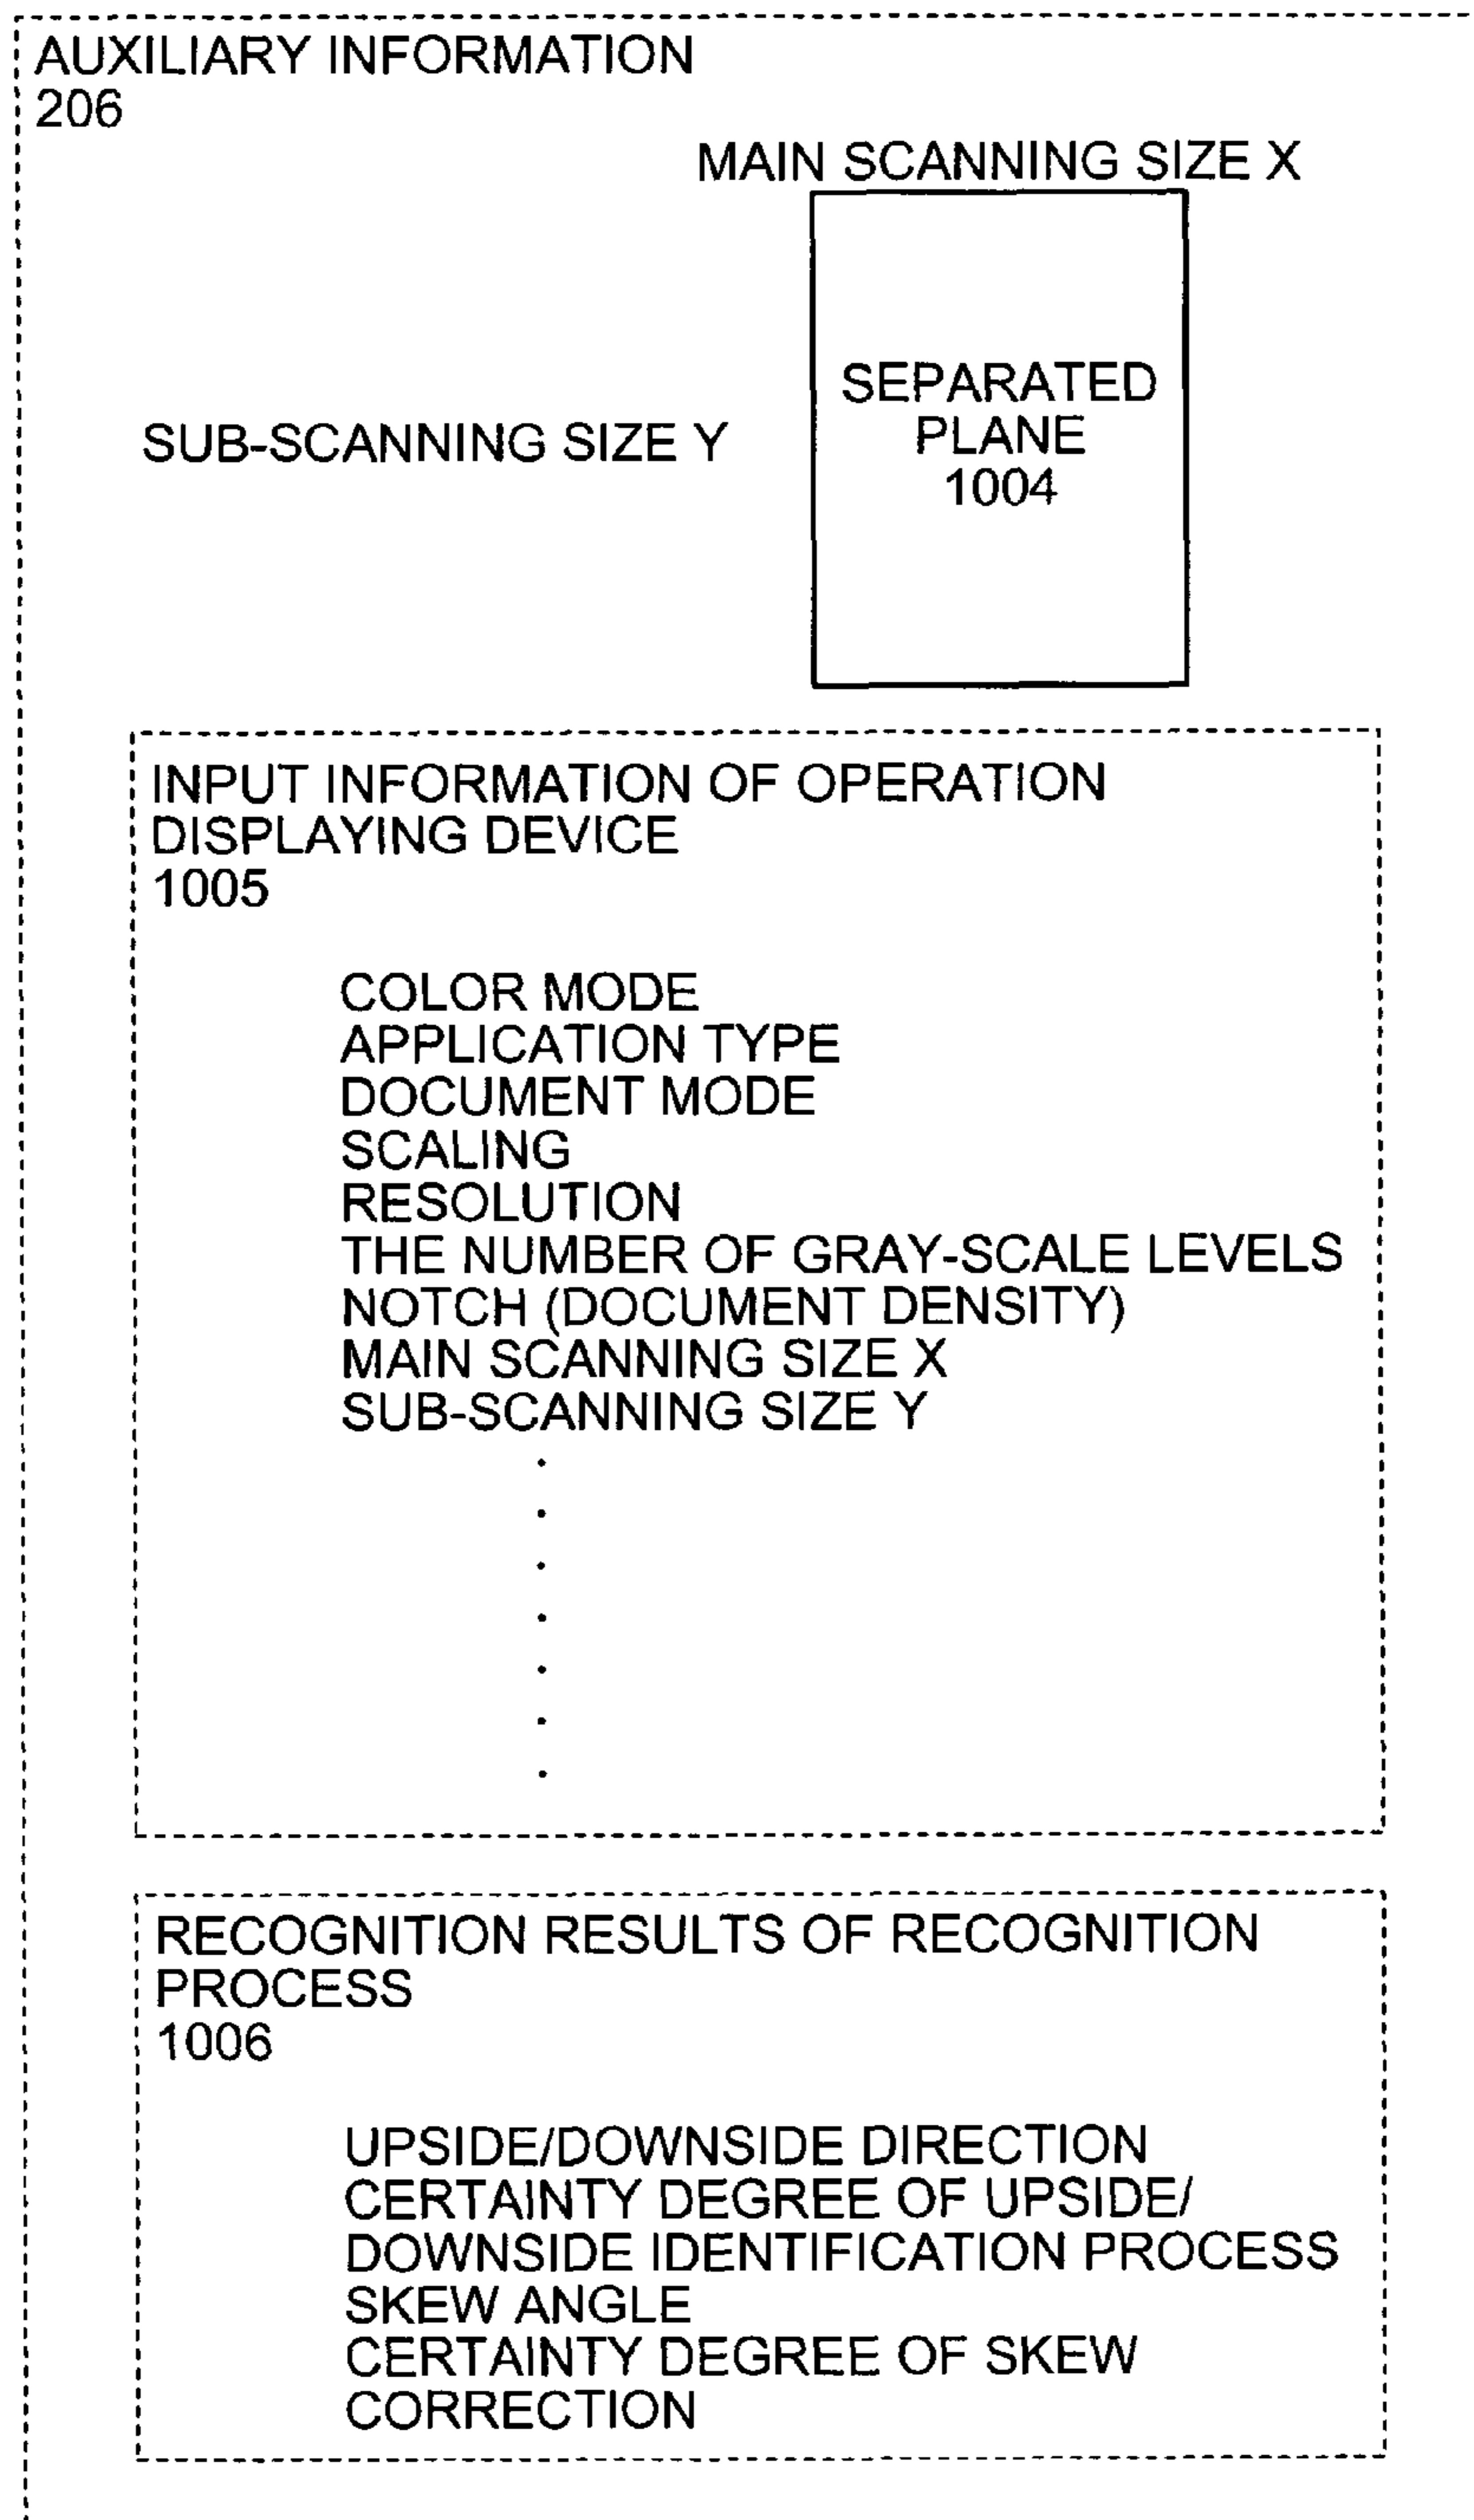 AUXILIARY INFORMATION
206
MAIN SCANNING SIZE X
SEPARATED
PLANE
1004
SUB-SCANNING SIZE Y
INPUT INFORMATION OF OPERATION
DISPLAYING DEVICE
1005
COLOR MODE
APPLICATION TYPE
DOCUMENT MODE
SCALING
RESOLUTION
THE NUMBER OF GRAY-SCALE LEVELS
NOTCH (DOCUMENT DENSITY)
MAIN SCANNING SIZE X
SUB-SCANNING SIZE Y
RECOGNITION RESULTS OF RECOGNITION
PROCESS
1006
UPSIDE/DOWNSIDE DIRECTION
CERTAINTY DEGREE OF UPSIDE/
DOWNSIDE IDENTIFICATION PROCESS
SKEW ANGLE
CERTAINTY DEGREE OF SKEW
CORRECTION